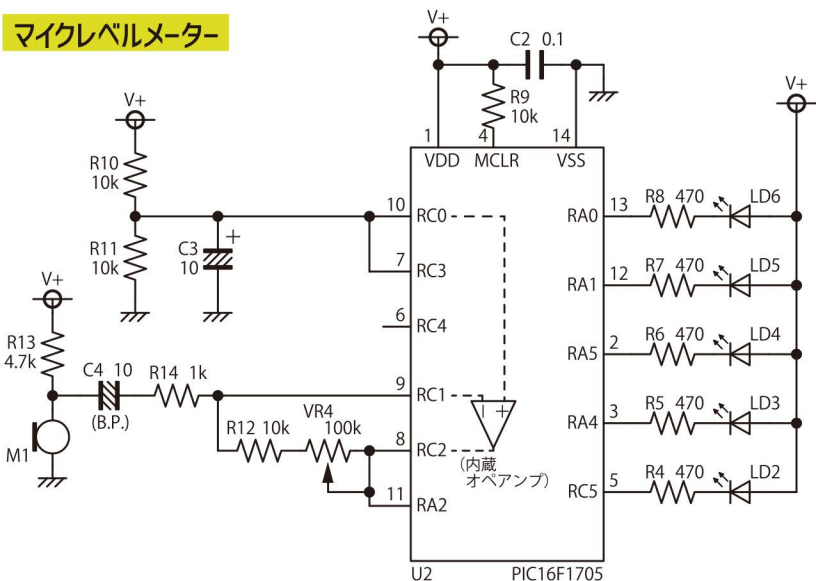 マイクレベルメーター
V+
C2 0.1
R9
10k
1
4
14
VDD
MCLR
VSS
V+
V+
R10
10k
R11
10k
C3
10
+
10
RC0
7
RC3
6
RC4
9
RC1
8
RC2
11
RA2
V+
R13
4.7k
C4 10
(B.P.)
R14 1k
M1
R12 10k
VR4
100k
− +
(内蔵
オペアンプ)
RA0
13
R8 470
LD6
RA1
12
R7 470
LD5
RA5
2
R6 470
LD4
RA4
3
R5 470
LD3
RC5
5
R4 470
LD2
U2
PIC16F1705